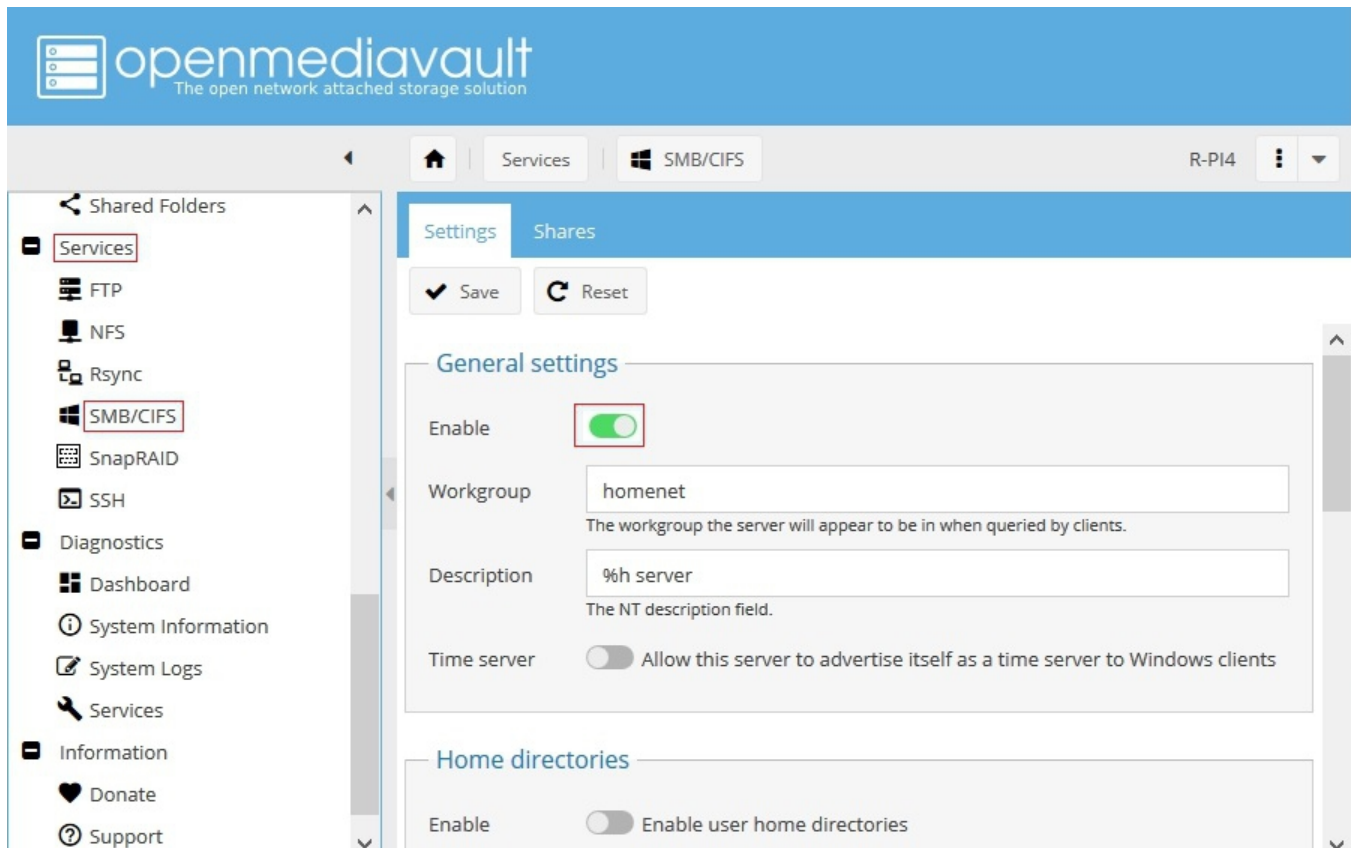 openmediavault
The open network attached storage solution
Services
SMB/CIFS
R-PI4
Shared Folders
Services
FTP
NFS
Rsync
SMB/CIFS
SnapRAID
SSH
Diagnostics
Dashboard
System Information
System Logs
Services
Information
Donate
Support
Settings
Shares
Save
Reset
General settings
Enable
Workgroup
homenet
The workgroup the server will appear to be in when queried by clients.
Description
%h server
The NT description field.
Time server
Allow this server to advertise itself as a time server to Windows clients
Home directories
Enable
Enable user home directories